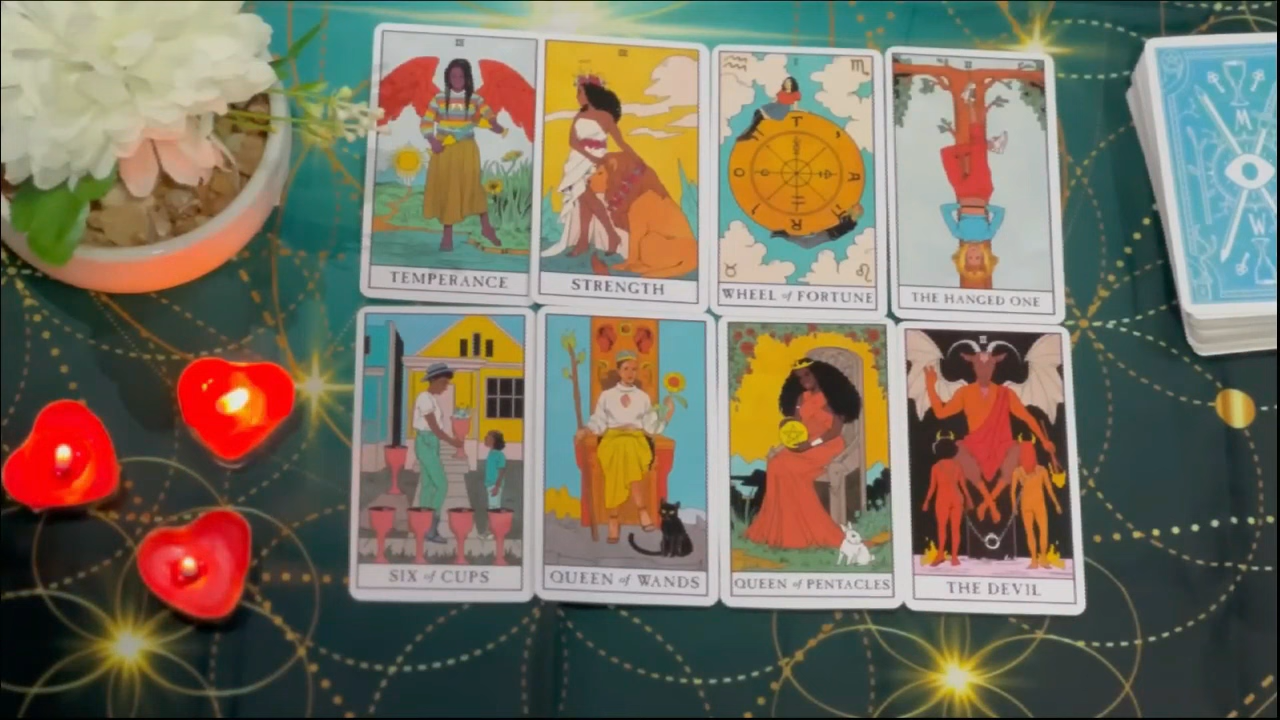 TEMPERANCE
STRENGTH
WHEEL of FORTUNE
THE HANGED ONE
SIX of CUPS
QUEEN of WANDS
QUEEN of PENTACLES
THE DEVIL
M
W